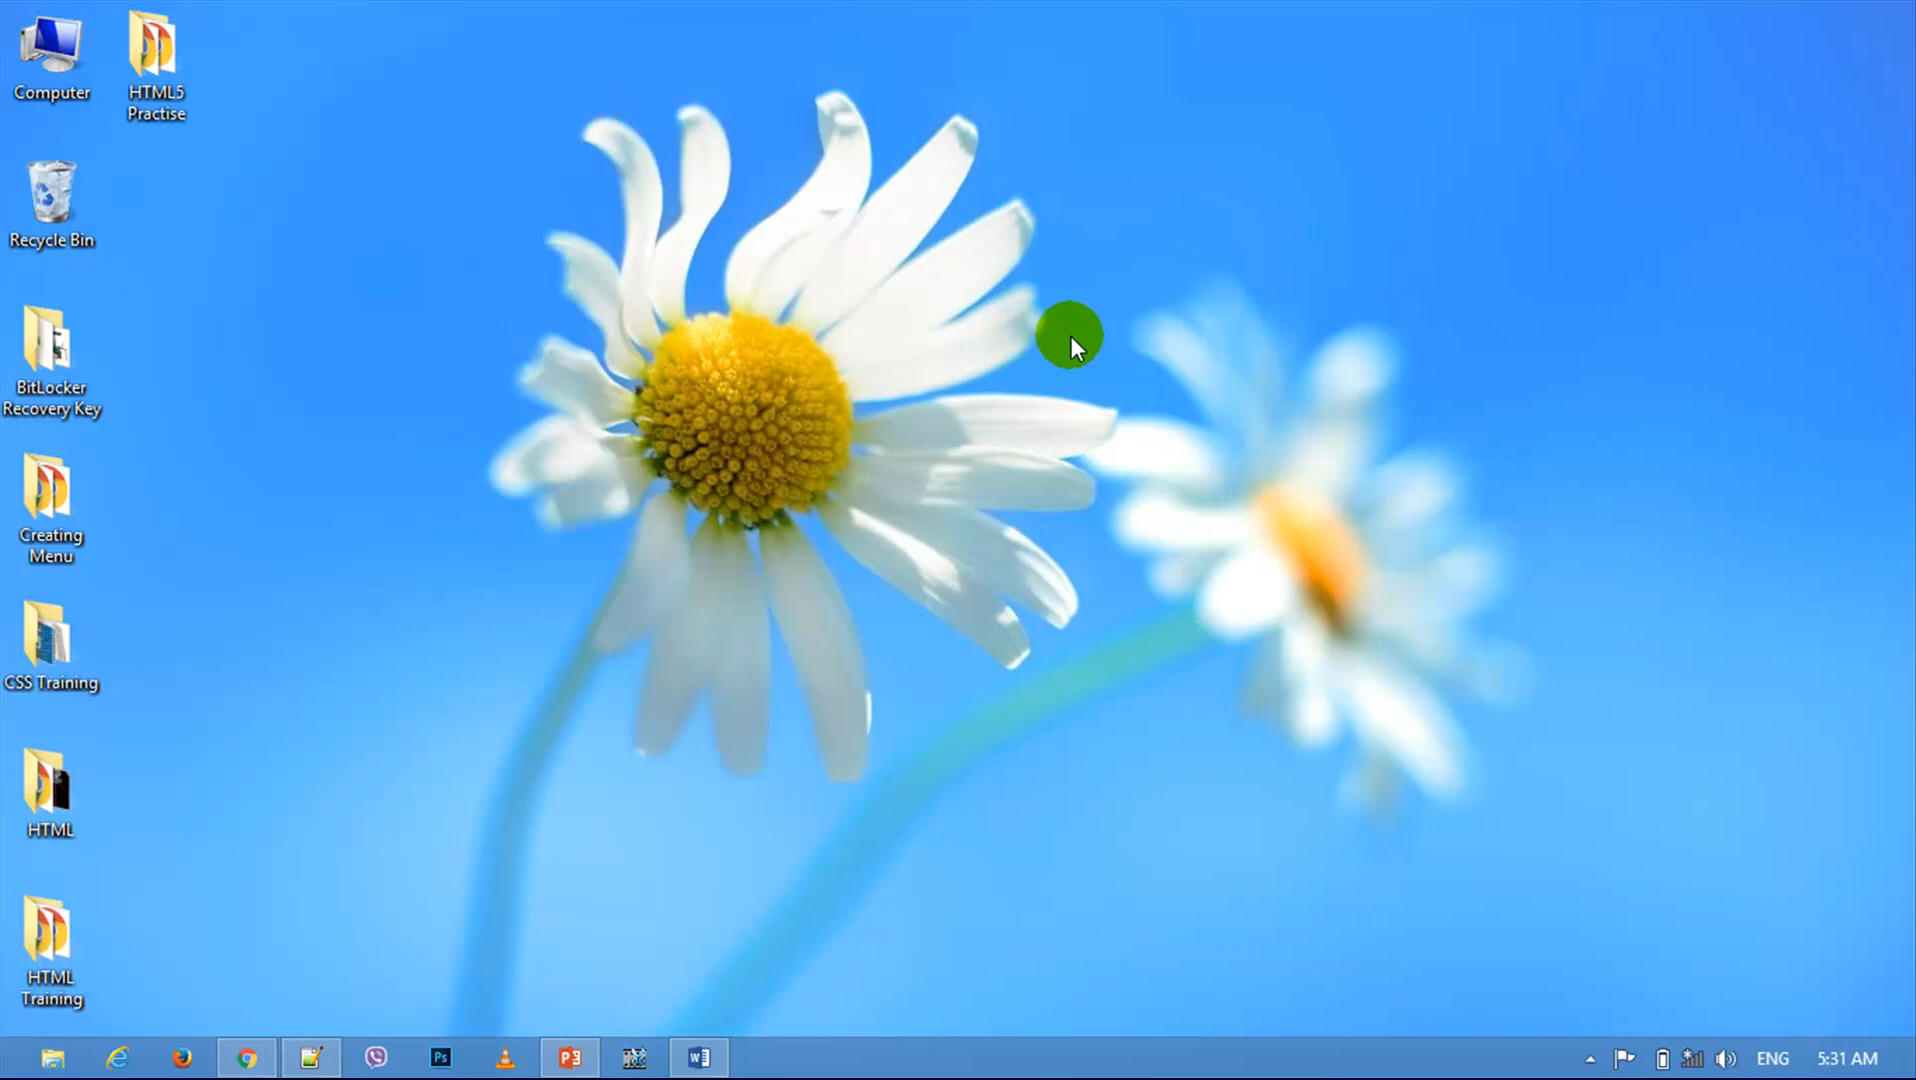 Computer
HTML5
Practise
Recycle Bin
BitLocker
Recovery Key
Creating
Menu
CSS Training
HTML
HTML
Training
Ps
P
W
ENG
5:31 AM